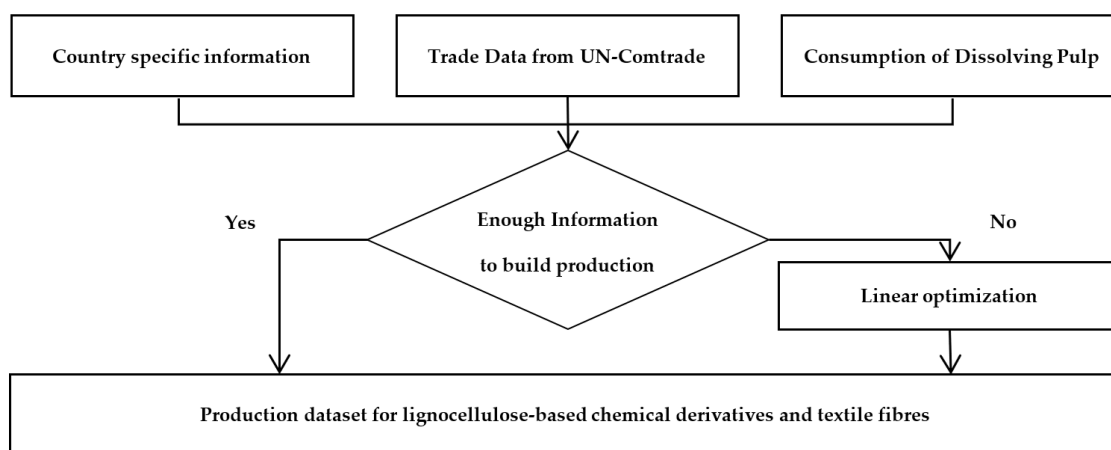 Country specific information
Trade Data from UN-Comtrade
Consumption of Dissolving Pulp
Enough Information
to build production
Yes
No
Linear optimization
Production dataset for lignocellulose-based chemical derivatives and textile fibres